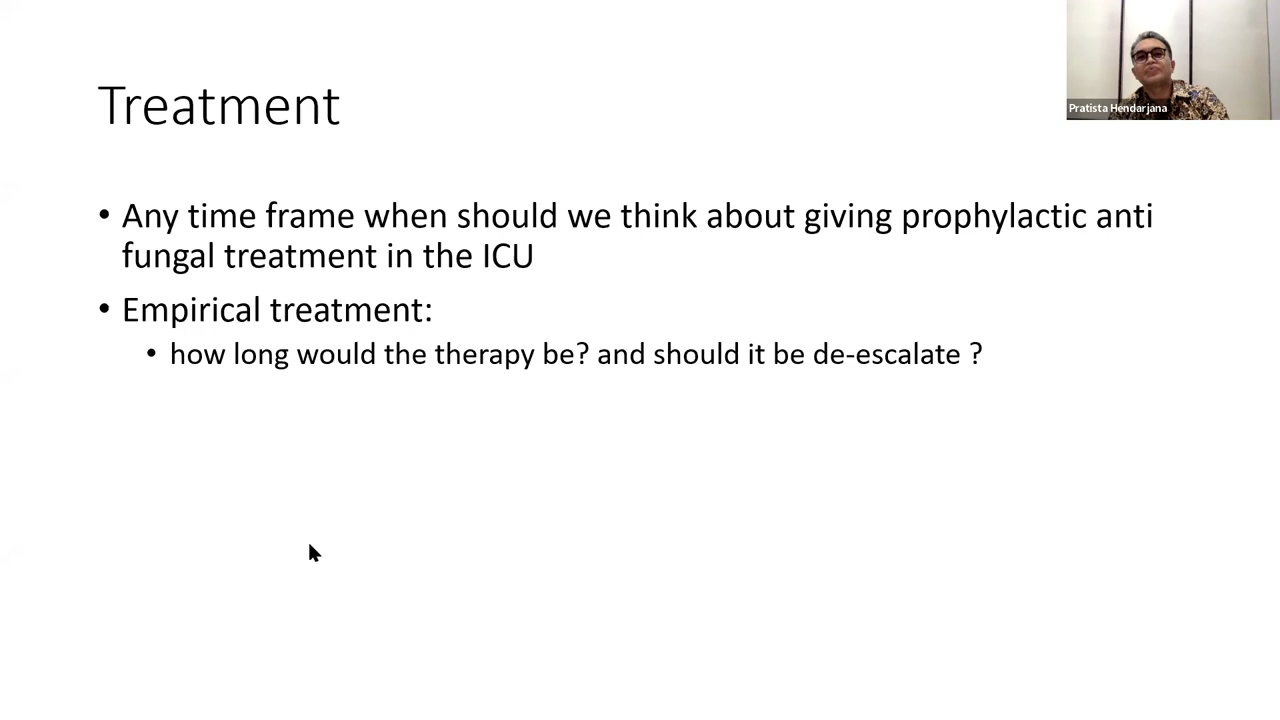 Pratista Hendarjana
Treatment
• Any time frame when should we think about giving prophylactic anti
fungal treatment in the ICU
• Empirical treatment:
• how long would the therapy be? and should it be de-escalate ?